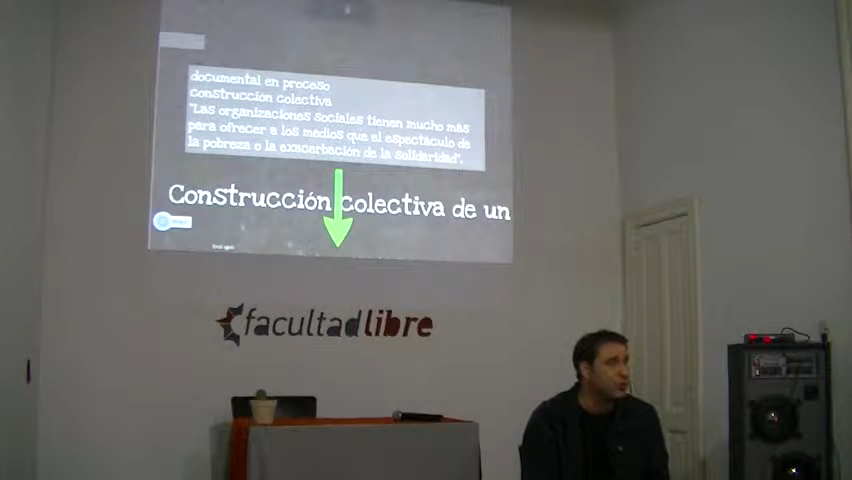 documental en proceso
construcción colectiva
"Las organizaciones sociales tienen mucho más
para ofrecer a los medios que el espectáculo de
la pobreza o la exacerbación de la solidaridad".
Construcción colectiva de un
facultadlibre